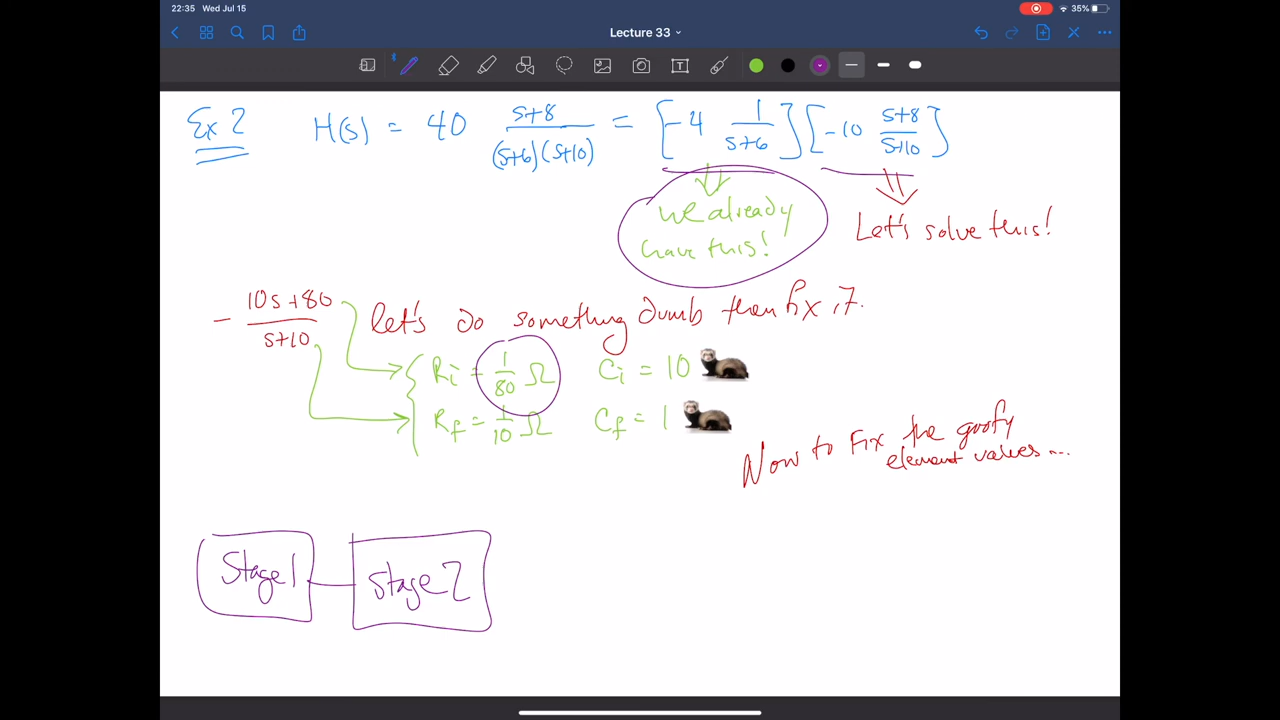 22:35 Wed Jul 15
35%
Lecture 33
Ex 2 H(s) = 40 (s+8)/((s+6)(s+10)) = [-4 1/(s+6)] [-10 (s+8)/(s+10)]
we already
have this!
Let's solve this!
- (10s+80)/(s+10)
Let's do something dumb then fix it.
Ri = 1/80 Ω Ci = 10
Rf = 1/10 Ω Cf = 1
Now to Fix the goofy
element values ...
Stage 1
Stage 2